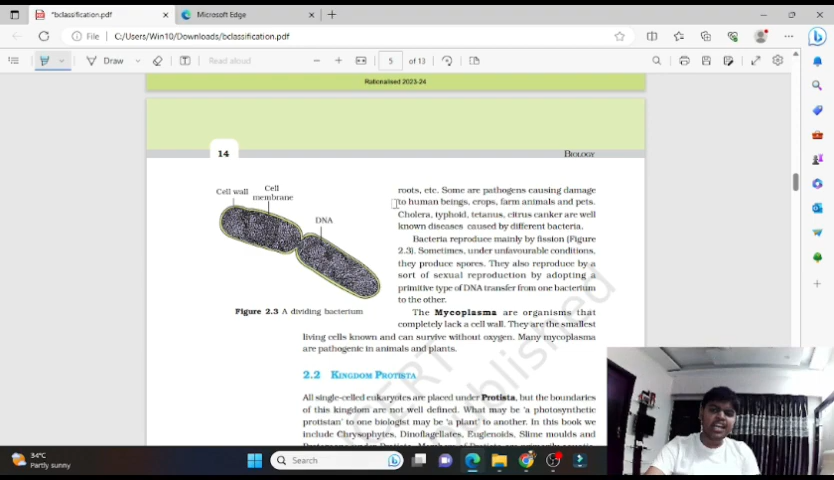 *bclassification.pdf
Microsoft Edge
File
C:/Users/Win10/Downloads/bclassification.pdf
Draw
Read aloud
5
of 13
Rationalised 2023-24
14
BIOLOGY
Cell wall
Cell
membrane
DNA
Figure 2.3 A dividing bacterium
roots, etc. Some are pathogens causing damage
to human beings, crops, farm animals and pets.
Cholera, typhoid, tetanus, citrus canker are well
known diseases caused by different bacteria.
Bacteria reproduce mainly by fission (Figure
2.3). Sometimes, under unfavourable conditions,
they produce spores. They also reproduce by a
sort of sexual reproduction by adopting a
primitive type of DNA transfer from one bacterium
to the other.
The Mycoplasma are organisms that
completely lack a cell wall. They are the smallest
living cells known and can survive without oxygen. Many mycoplasma
are pathogenic in animals and plants.
2.2 KINGDOM PROTISTA
All single-celled eukaryotes are placed under Protista, but the boundaries
of this kingdom are not well defined. What may be 'a photosynthetic
protistan' to one biologist may be 'a plant' to another. In this book we
include Chrysophytes, Dinoflagellates, Euglenoids, Slime moulds and
published
34°C
Partly sunny
Search